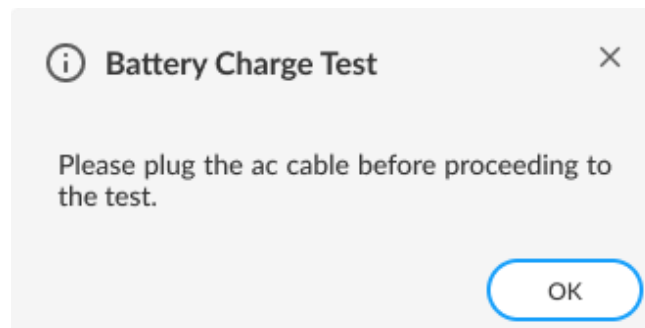 Battery Charge Test
Please plug the ac cable before proceeding to
the test.
OK